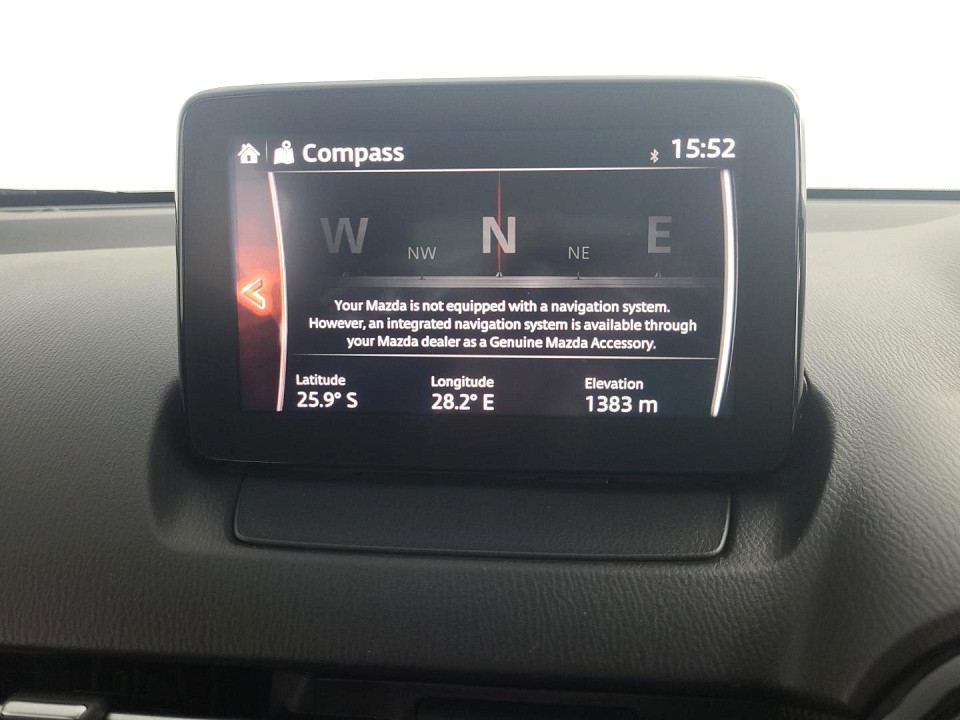 Compass 15:52
W NW N NE E
Your Mazda is not equipped with a navigation system.
However, an integrated navigation system is available through
your Mazda dealer as a Genuine Mazda Accessory.
Latitude Longitude Elevation
25.9° S 28.2° E 1383 m